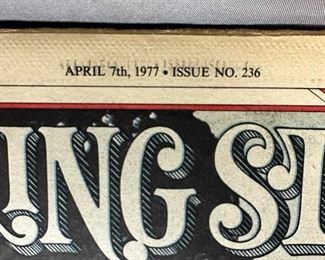 APRIL 7th, 1977 • ISSUE NO. 236
ING S